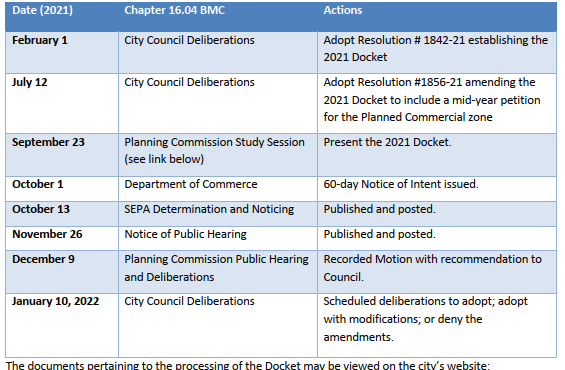 Date (2021) Chapter 16.04 BMC Actions
February 1 City Council Deliberations Adopt Resolution # 1842-21 establishing the
2021 Docket
July 12 City Council Deliberations Adopt Resolution #1856-21 amending the
2021 Docket to include a mid-year petition
for the Planned Commercial zone
September 23 Planning Commission Study Session Present the 2021 Docket.
(see link below)
October 1 Department of Commerce 60-day Notice of Intent issued.
October 13 SEPA Determination and Noticing Published and posted.
November 26 Notice of Public Hearing Published and posted.
December 9 Planning Commission Public Hearing Recorded Motion with recommendation to
and Deliberations Council.
January 10, 2022 City Council Deliberations Scheduled deliberations to adopt; adopt
with modifications; or deny the
amendments.
The documents pertaining to the processing of the Docket may be viewed on the city's website: